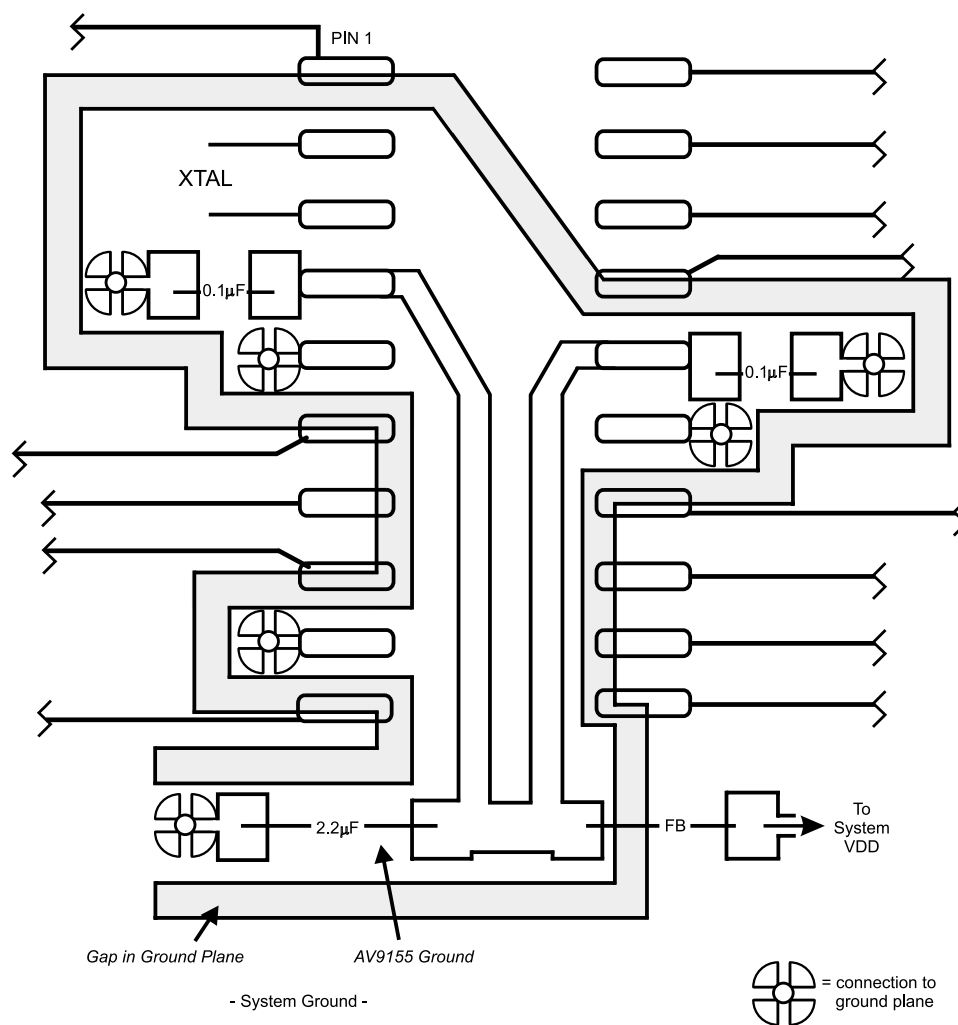 PIN 1
XTAL
0.1µF
0.1µF
2.2µF
FB
To
System
VDD
Gap in Ground Plane
AV9155 Ground
- System Ground -
= connection to
ground plane